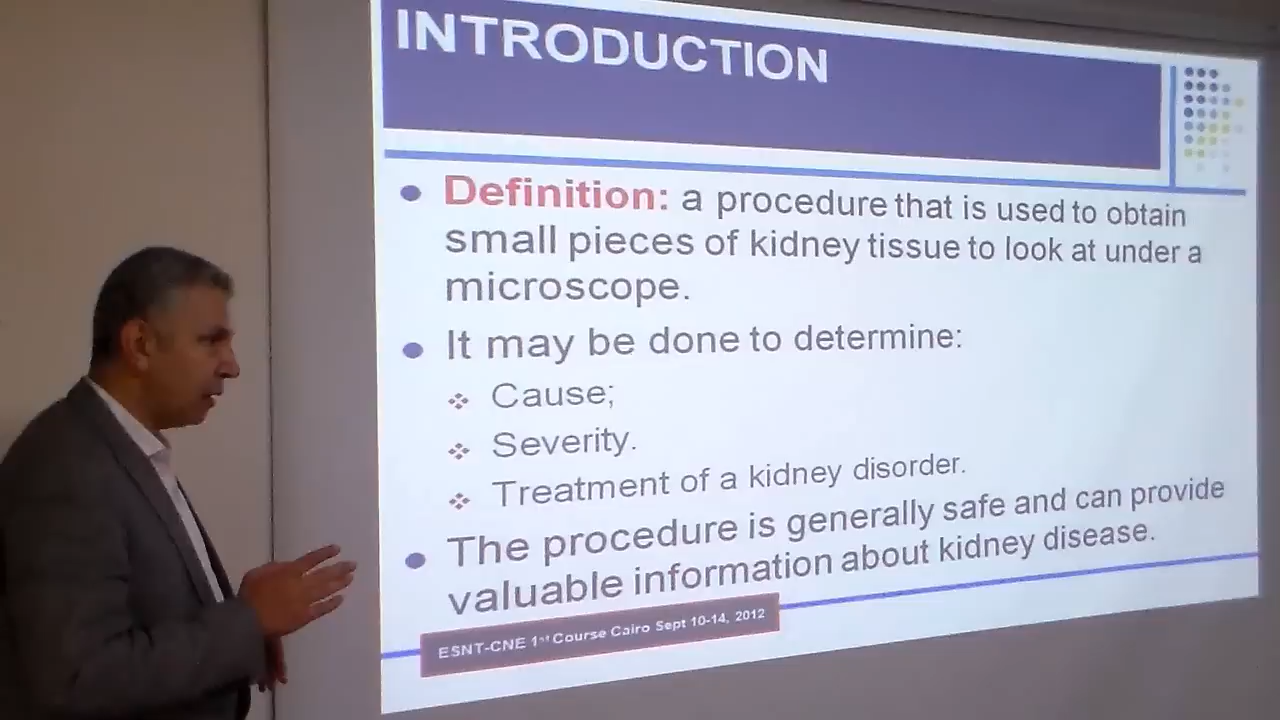 INTRODUCTION
Definition: a procedure that is used to obtain
small pieces of kidney tissue to look at under a
microscope.
It may be done to determine:
Cause;
Severity.
Treatment of a kidney disorder.
The procedure is generally safe and can provide
valuable information about kidney disease.
ESNT-CNE 1st Course Cairo Sept 10-14, 2012